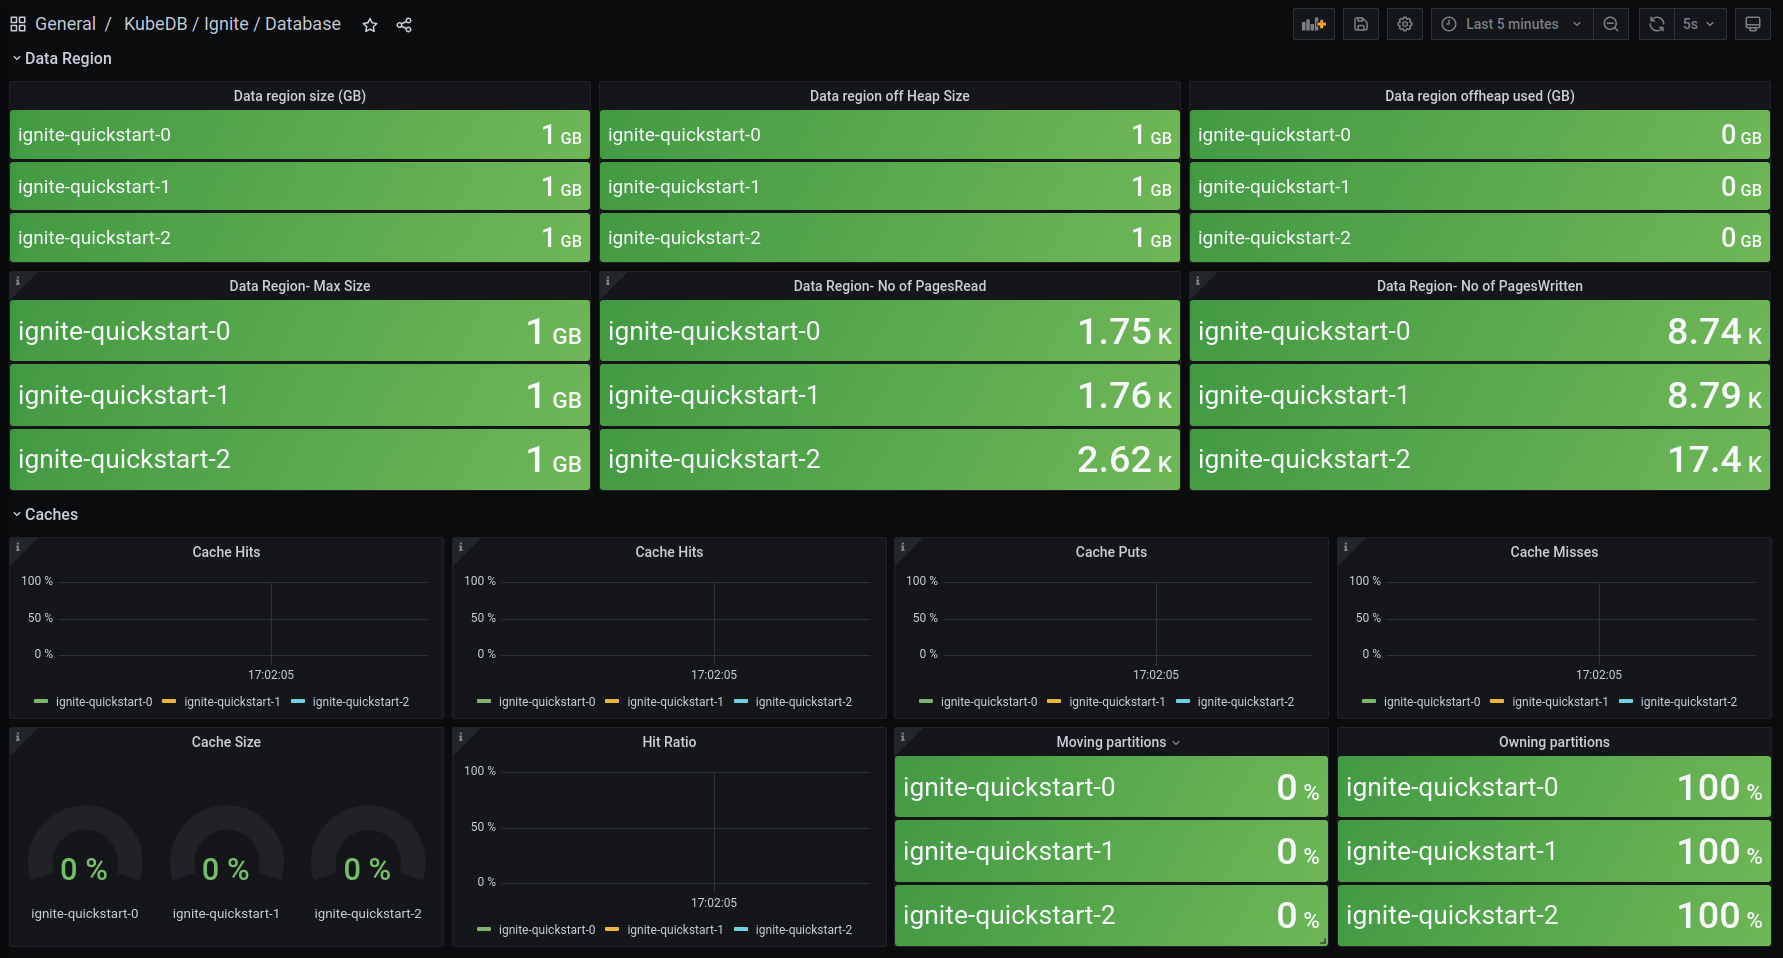 General / KubeDB / Ignite / Database
Last 5 minutes
5s
Data Region
Data region size (GB)
ignite-quickstart-0 1 GB
ignite-quickstart-1 1 GB
ignite-quickstart-2 1 GB
Data region off Heap Size
ignite-quickstart-0 1 GB
ignite-quickstart-1 1 GB
ignite-quickstart-2 1 GB
Data region offheap used (GB)
ignite-quickstart-0 0 GB
ignite-quickstart-1 0 GB
ignite-quickstart-2 0 GB
Data Region- Max Size
ignite-quickstart-0 1 GB
ignite-quickstart-1 1 GB
ignite-quickstart-2 1 GB
Data Region- No of PagesRead
ignite-quickstart-0 1.75 K
ignite-quickstart-1 1.76 K
ignite-quickstart-2 2.62 K
Data Region- No of PagesWritten
ignite-quickstart-0 8.74 K
ignite-quickstart-1 8.79 K
ignite-quickstart-2 17.4 K
Caches
Cache Hits
100 %
50 %
0 %
17:02:05
ignite-quickstart-0 ignite-quickstart-1 ignite-quickstart-2
Cache Hits
100 %
50 %
0 %
17:02:05
ignite-quickstart-0 ignite-quickstart-1 ignite-quickstart-2
Cache Puts
100 %
50 %
0 %
17:02:05
ignite-quickstart-0 ignite-quickstart-1 ignite-quickstart-2
Cache Misses
100 %
50 %
0 %
17:02:05
ignite-quickstart-0 ignite-quickstart-1 ignite-quickstart-2
Cache Size
0 % 0 % 0 %
ignite-quickstart-0 ignite-quickstart-1 ignite-quickstart-2
Hit Ratio
100 %
50 %
0 %
17:02:05
ignite-quickstart-0 ignite-quickstart-1 ignite-quickstart-2
Moving partitions
ignite-quickstart-0 0 %
ignite-quickstart-1 0 %
ignite-quickstart-2 0 %
Owning partitions
ignite-quickstart-0 100 %
ignite-quickstart-1 100 %
ignite-quickstart-2 100 %